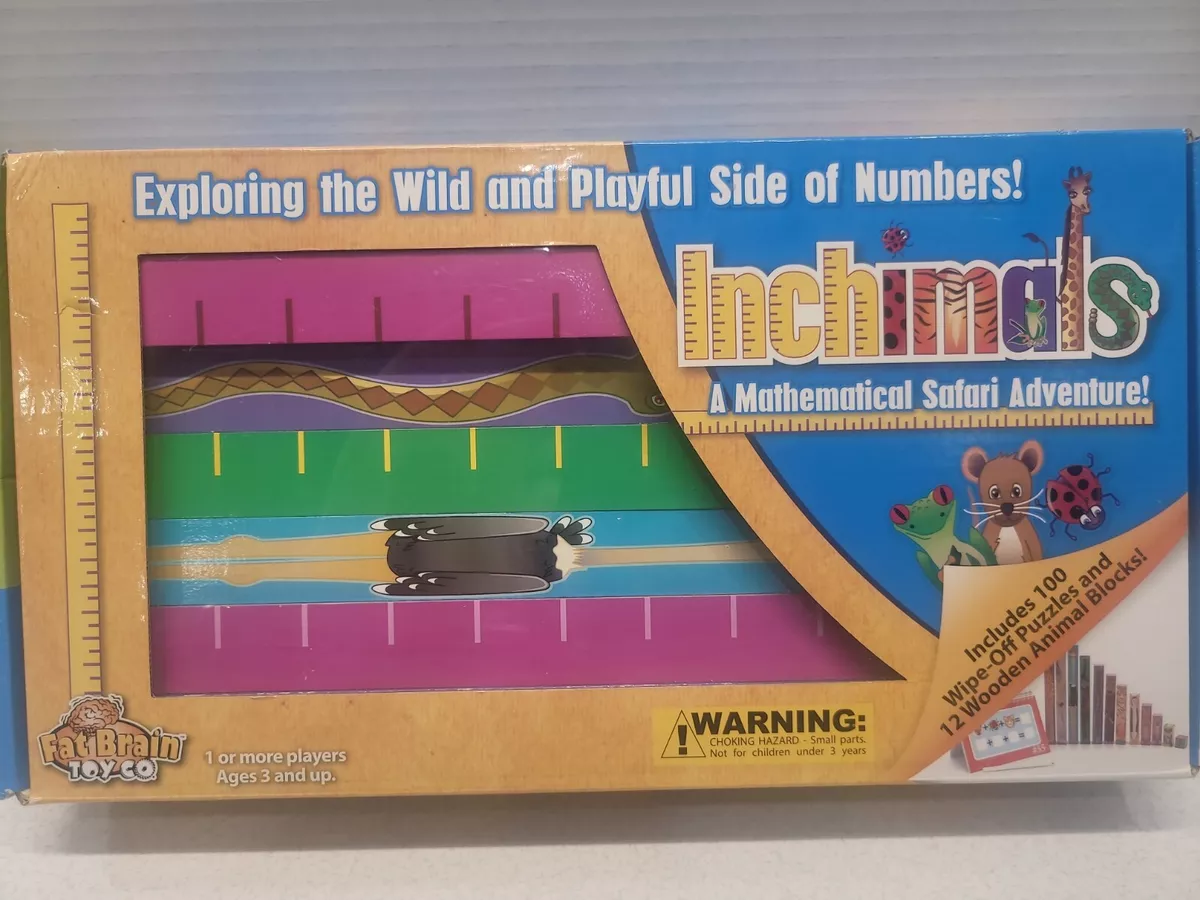 Exploring the Wild and Playful Side of Numbers!
Inchimals
A Mathematical Safari Adventure!
Includes 100
Wipe-Off Puzzles and
12 Wooden Animal Blocks!
WARNING:
CHOKING HAZARD - Small parts.
Not for children under 3 years
Fat Brain
TOY CO
1 or more players
Ages 3 and up.